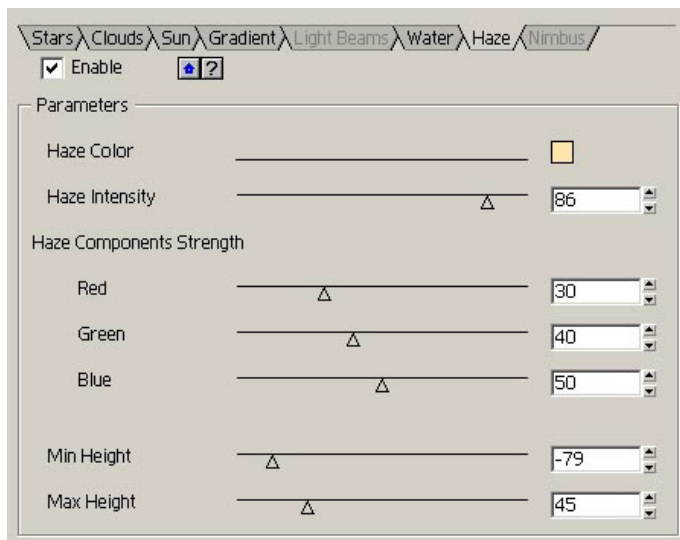 Stars Clouds Sun Gradient Light Beams Water Haze Nimbus
Enable ?
Parameters
Haze Color
Haze Intensity 86
Haze Components Strength
Red 30
Green 40
Blue 50
Min Height -79
Max Height 45